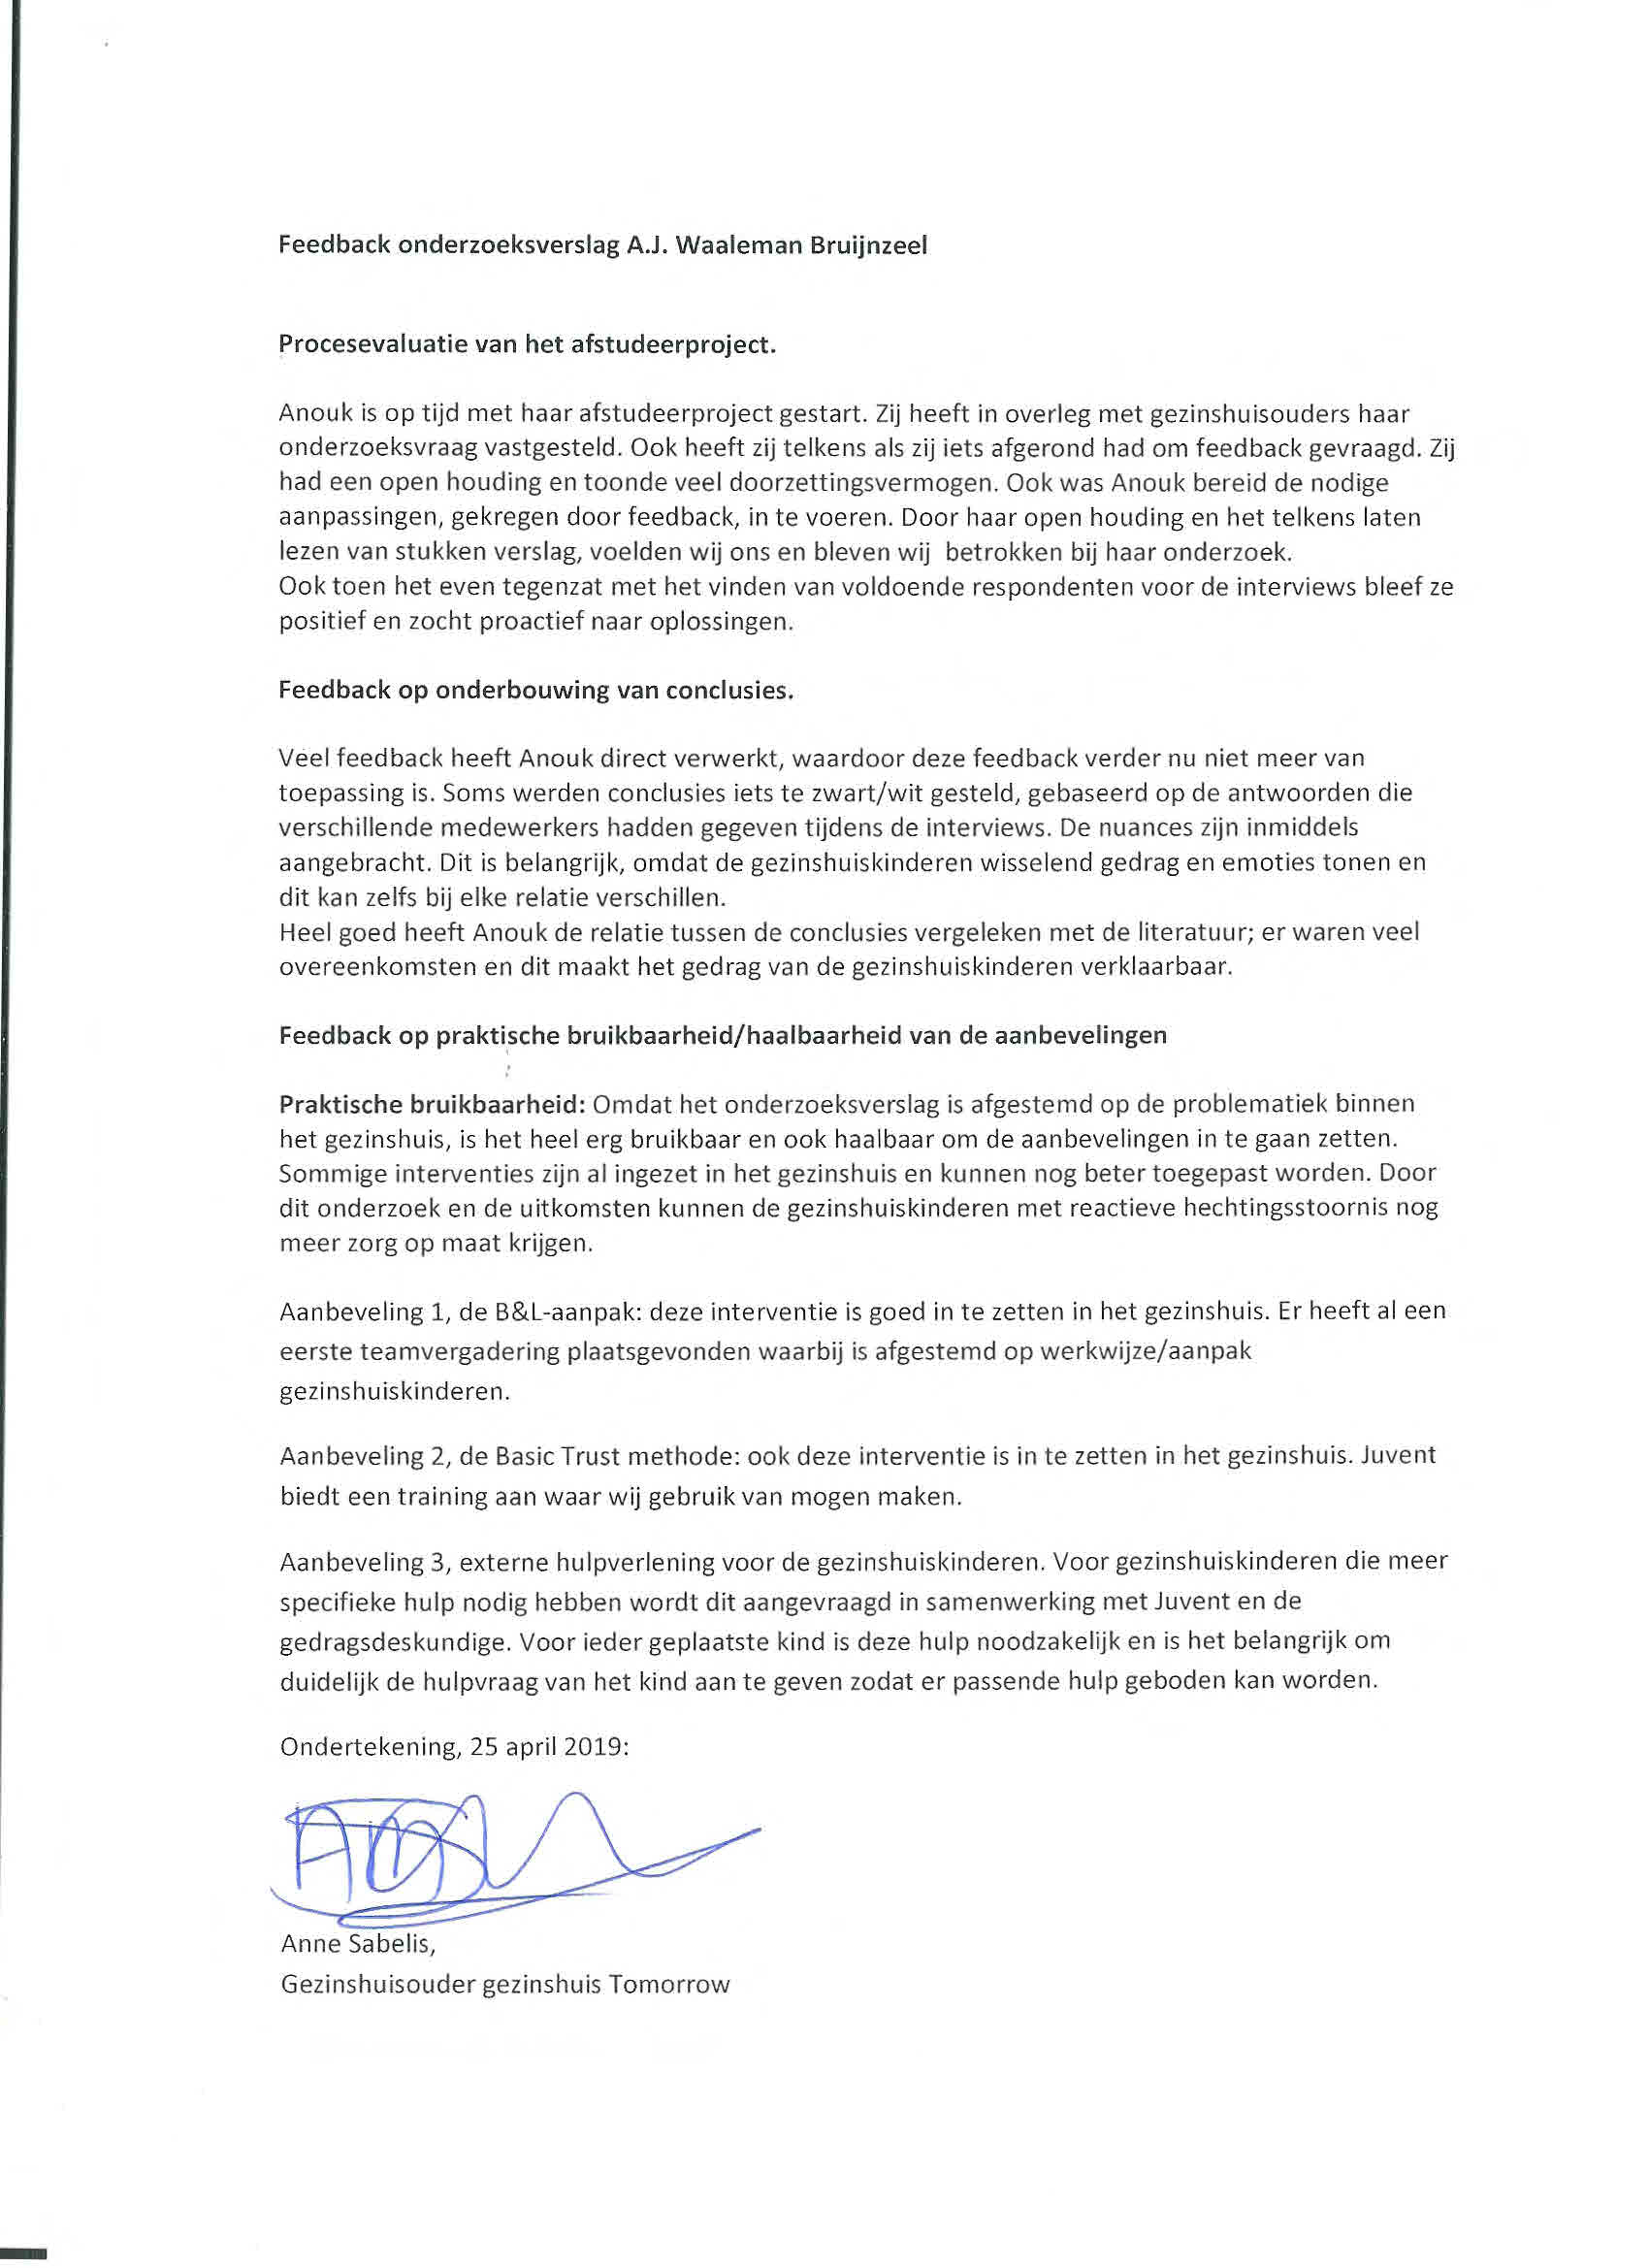 Feedback onderzoeksverslag A.J. Waaleman Bruijnzeel
Procesevaluatie van het afstudeerproject.
Anouk is op tijd met haar afstudeerproject gestart. Zij heeft in overleg met gezinshuisouders haar
onderzoeksvraag vastgesteld. Ook heeft zij telkens als zij iets afgerond had om feedback gevraagd. Zij
had een open houding en toonde veel doorzettingsvermogen. Ook was Anouk bereid de nodige
aanpassingen, gekregen door feedback, in te voeren. Door haar open houding en het telkens laten
lezen van stukken verslag, voelden wij ons en bleven wij  betrokken bij haar onderzoek.
Ook toen het even tegenzat met het vinden van voldoende respondenten voor de interviews bleef ze
positief en zocht proactief naar oplossingen.
Feedback op onderbouwing van conclusies.
Veel feedback heeft Anouk direct verwerkt, waardoor deze feedback verder nu niet meer van
toepassing is. Soms werden conclusies iets te zwart/wit gesteld, gebaseerd op de antwoorden die
verschillende medewerkers hadden gegeven tijdens de interviews. De nuances zijn inmiddels
aangebracht. Dit is belangrijk, omdat de gezinshuiskinderen wisselend gedrag en emoties tonen en
dit kan zelfs bij elke relatie verschillen.
Heel goed heeft Anouk de relatie tussen de conclusies vergeleken met de literatuur; er waren veel
overeenkomsten en dit maakt het gedrag van de gezinshuiskinderen verklaarbaar.
Feedback op praktische bruikbaarheid/haalbaarheid van de aanbevelingen
Praktische bruikbaarheid: Omdat het onderzoeksverslag is afgestemd op de problematiek binnen
het gezinshuis, is het heel erg bruikbaar en ook haalbaar om de aanbevelingen in te gaan zetten.
Sommige interventies zijn al ingezet in het gezinshuis en kunnen nog beter toegepast worden. Door
dit onderzoek en de uitkomsten kunnen de gezinshuiskinderen met reactieve hechtingsstoornis nog
meer zorg op maat krijgen.
Aanbeveling 1, de B&L-aanpak: deze interventie is goed in te zetten in het gezinshuis. Er heeft al een
eerste teamvergadering plaatsgevonden waarbij is afgestemd op werkwijze/aanpak
gezinshuiskinderen.
Aanbeveling 2, de Basic Trust methode: ook deze interventie is in te zetten in het gezinshuis. Juvent
biedt een training aan waar wij gebruik van mogen maken.
Aanbeveling 3, externe hulpverlening voor de gezinshuiskinderen. Voor gezinshuiskinderen die meer
specifieke hulp nodig hebben wordt dit aangevraagd in samenwerking met Juvent en de
gedragsdeskundige. Voor ieder geplaatste kind is deze hulp noodzakelijk en is het belangrijk om
duidelijk de hulpvraag van het kind aan te geven zodat er passende hulp geboden kan worden.
Ondertekening, 25 april 2019:
Anne Sabelis,
Gezinshuisouder gezinshuis Tomorrow